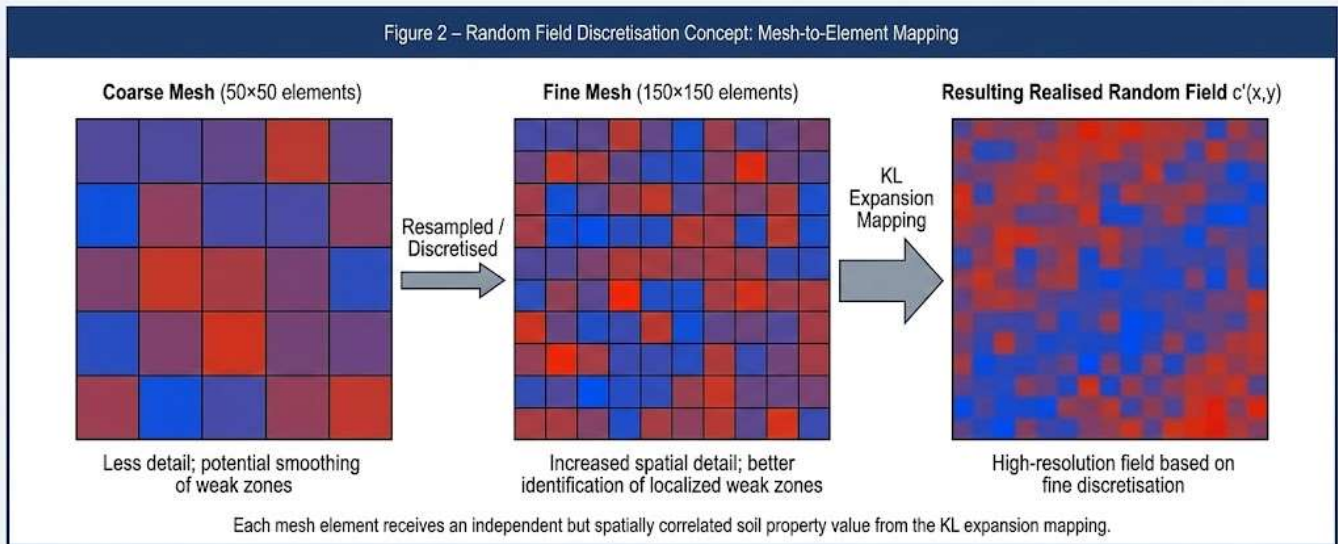 Figure 2 – Random Field Discretisation Concept: Mesh-to-Element Mapping
Coarse Mesh (50×50 elements)
Fine Mesh (150×150 elements)
Resulting Realised Random Field c'(x,y)
Resampled /
Discretised
KL
Expansion
Mapping
Less detail; potential smoothing
of weak zones
Increased spatial detail; better
identification of localized weak zones
High-resolution field based on
fine discretisation
Each mesh element receives an independent but spatially correlated soil property value from the KL expansion mapping.